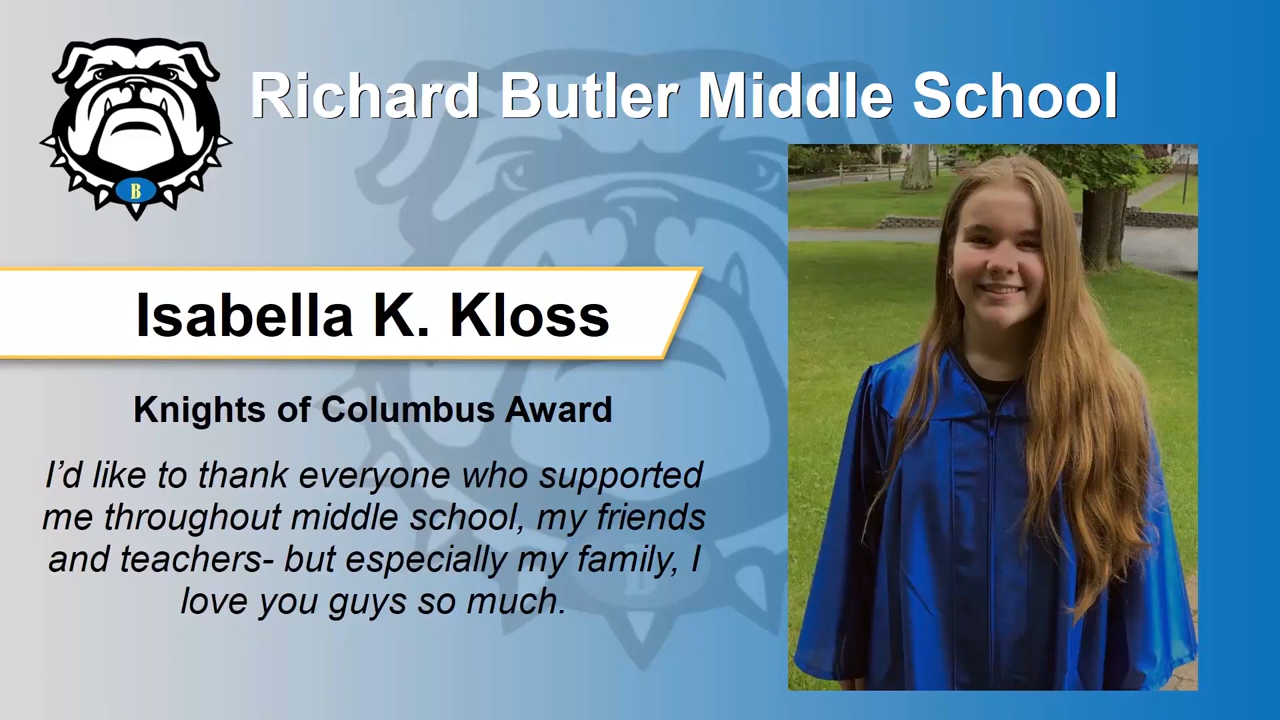 Richard Butler Middle School
B
Isabella K. Kloss
Knights of Columbus Award
I’d like to thank everyone who supported
me throughout middle school, my friends
and teachers- but especially my family, I
love you guys so much.